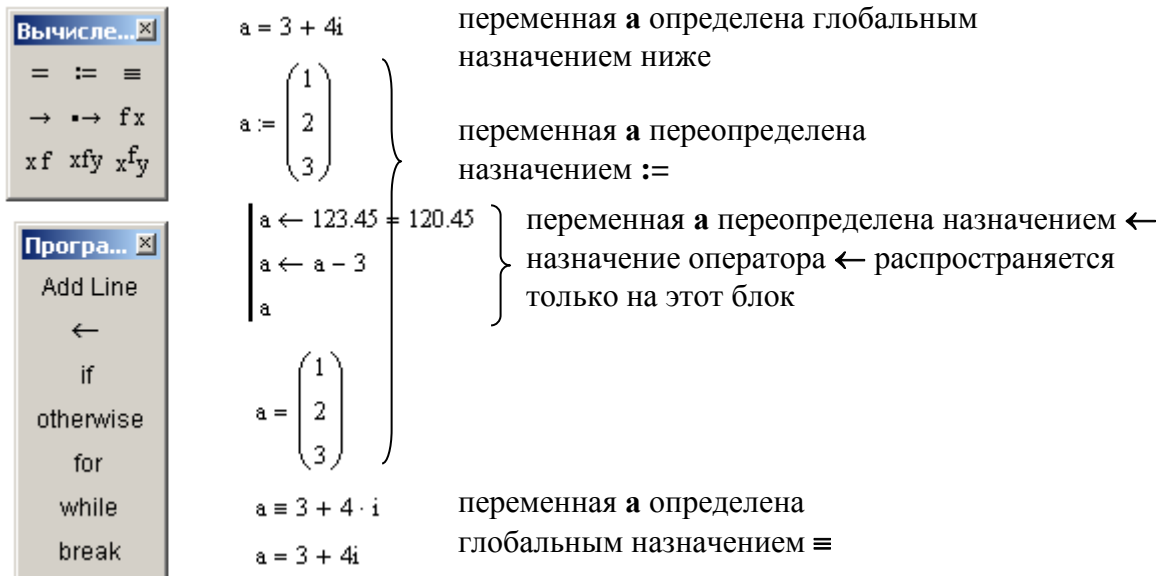 Вычисле...
= := ≡
→ ▪→ fx
xf xfy xfy
Програ...
Add Line
←
if
otherwise
for
while
break
a = 3 + 4i
переменная a определена глобальным
назначением ниже
a := (1
2
3)
переменная a переопределена
назначением :=
a ← 123.45 = 120.45
a ← a − 3
a
переменная a переопределена назначением ←
назначение оператора ← распространяется
только на этот блок
a = (1
2
3)
a ≡ 3 + 4 · i
a = 3 + 4i
переменная a определена
глобальным назначением ≡